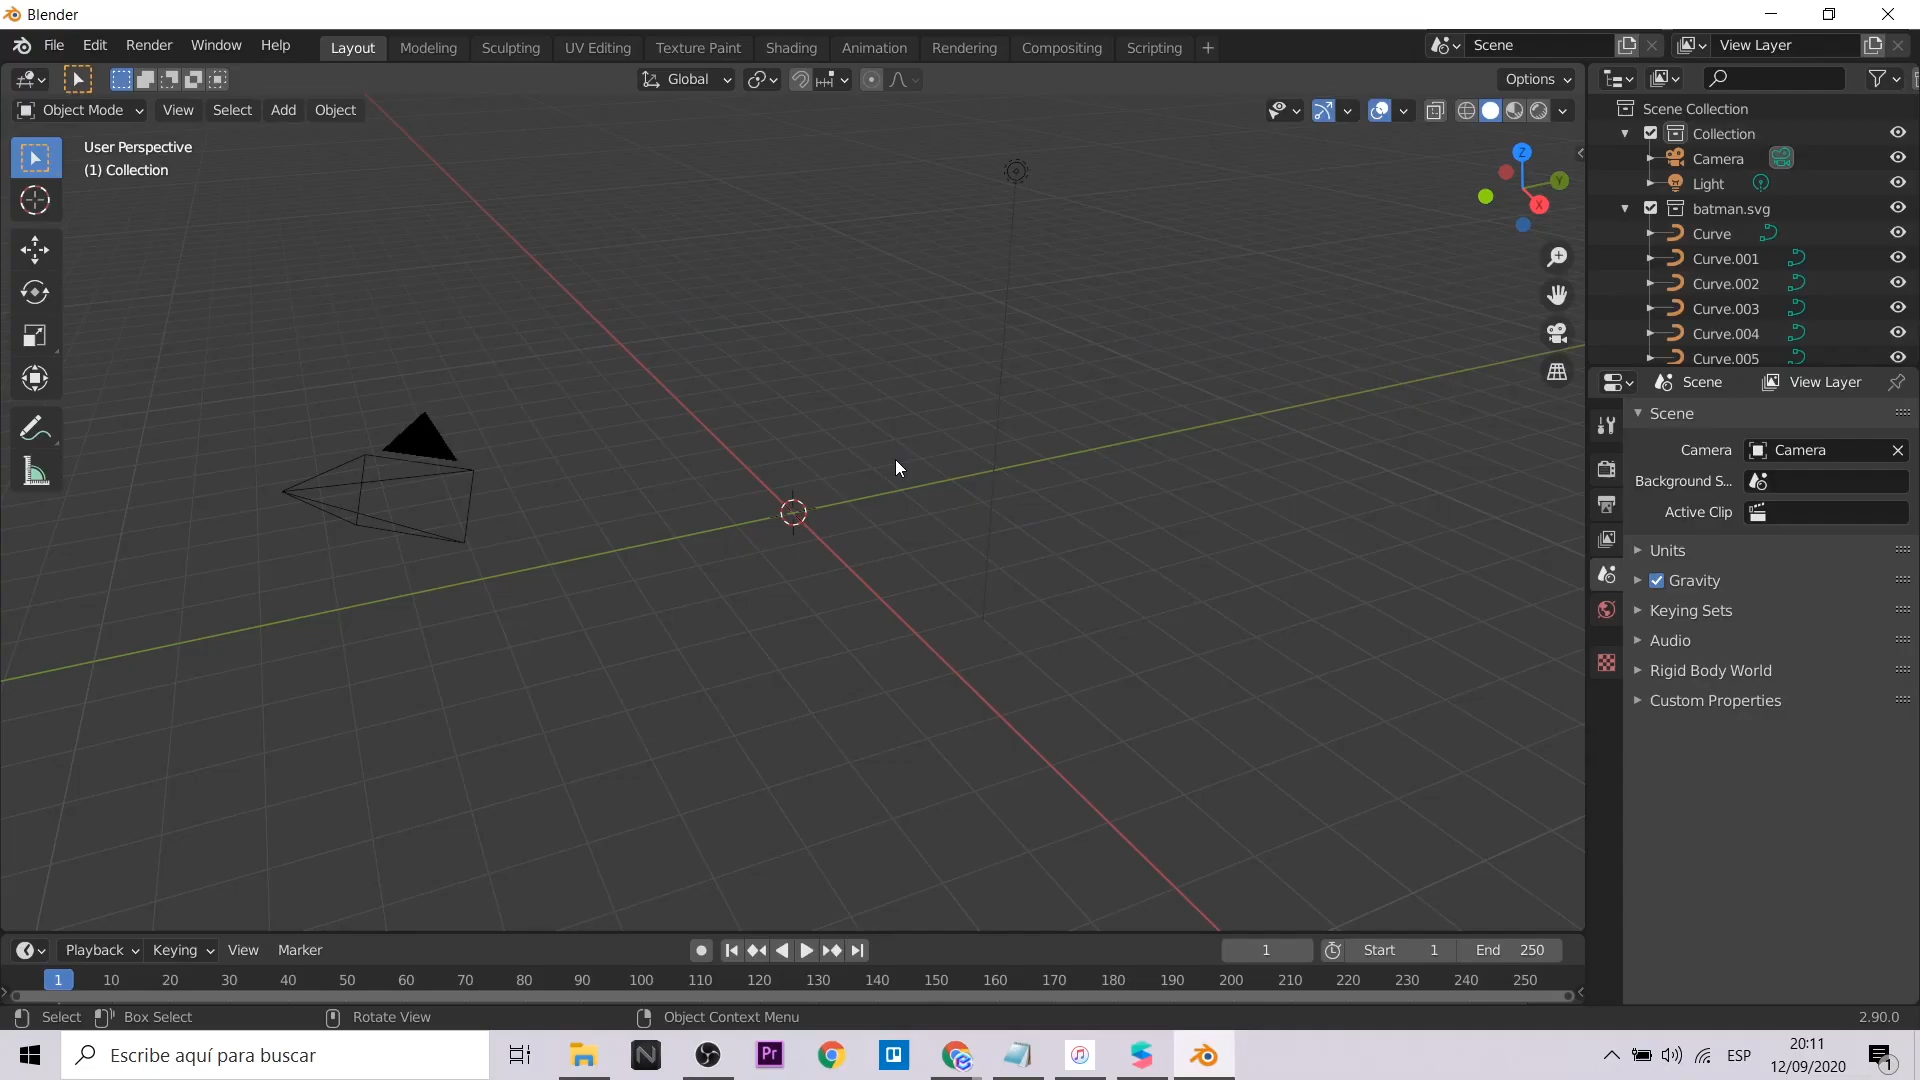 Blender
File Edit Render Window Help Layout Modeling Sculpting UV Editing Texture Paint Shading Animation Rendering Compositing Scripting + Scene View Layer
Global Options
Object Mode View Select Add Object
User Perspective
(1) Collection
Z
Y
X
Scene Collection
Collection
Camera
Light
batman.svg
Curve
Curve.001
Curve.002
Curve.003
Curve.004
Curve.005
Scene View Layer
Scene
Camera Camera
Background S...
Active Clip
Units
Gravity
Keying Sets
Audio
Rigid Body World
Custom Properties
Playback Keying View Marker 1 Start 1 End 250
1 10 20 30 40 50 60 70 80 90 100 110 120 130 140 150 160 170 180 190 200 210 220 230 240 250
Select Box Select Rotate View Object Context Menu 2.90.0
Escribe aquí para buscar
N
Pr
ESP
20:11
12/09/2020
1